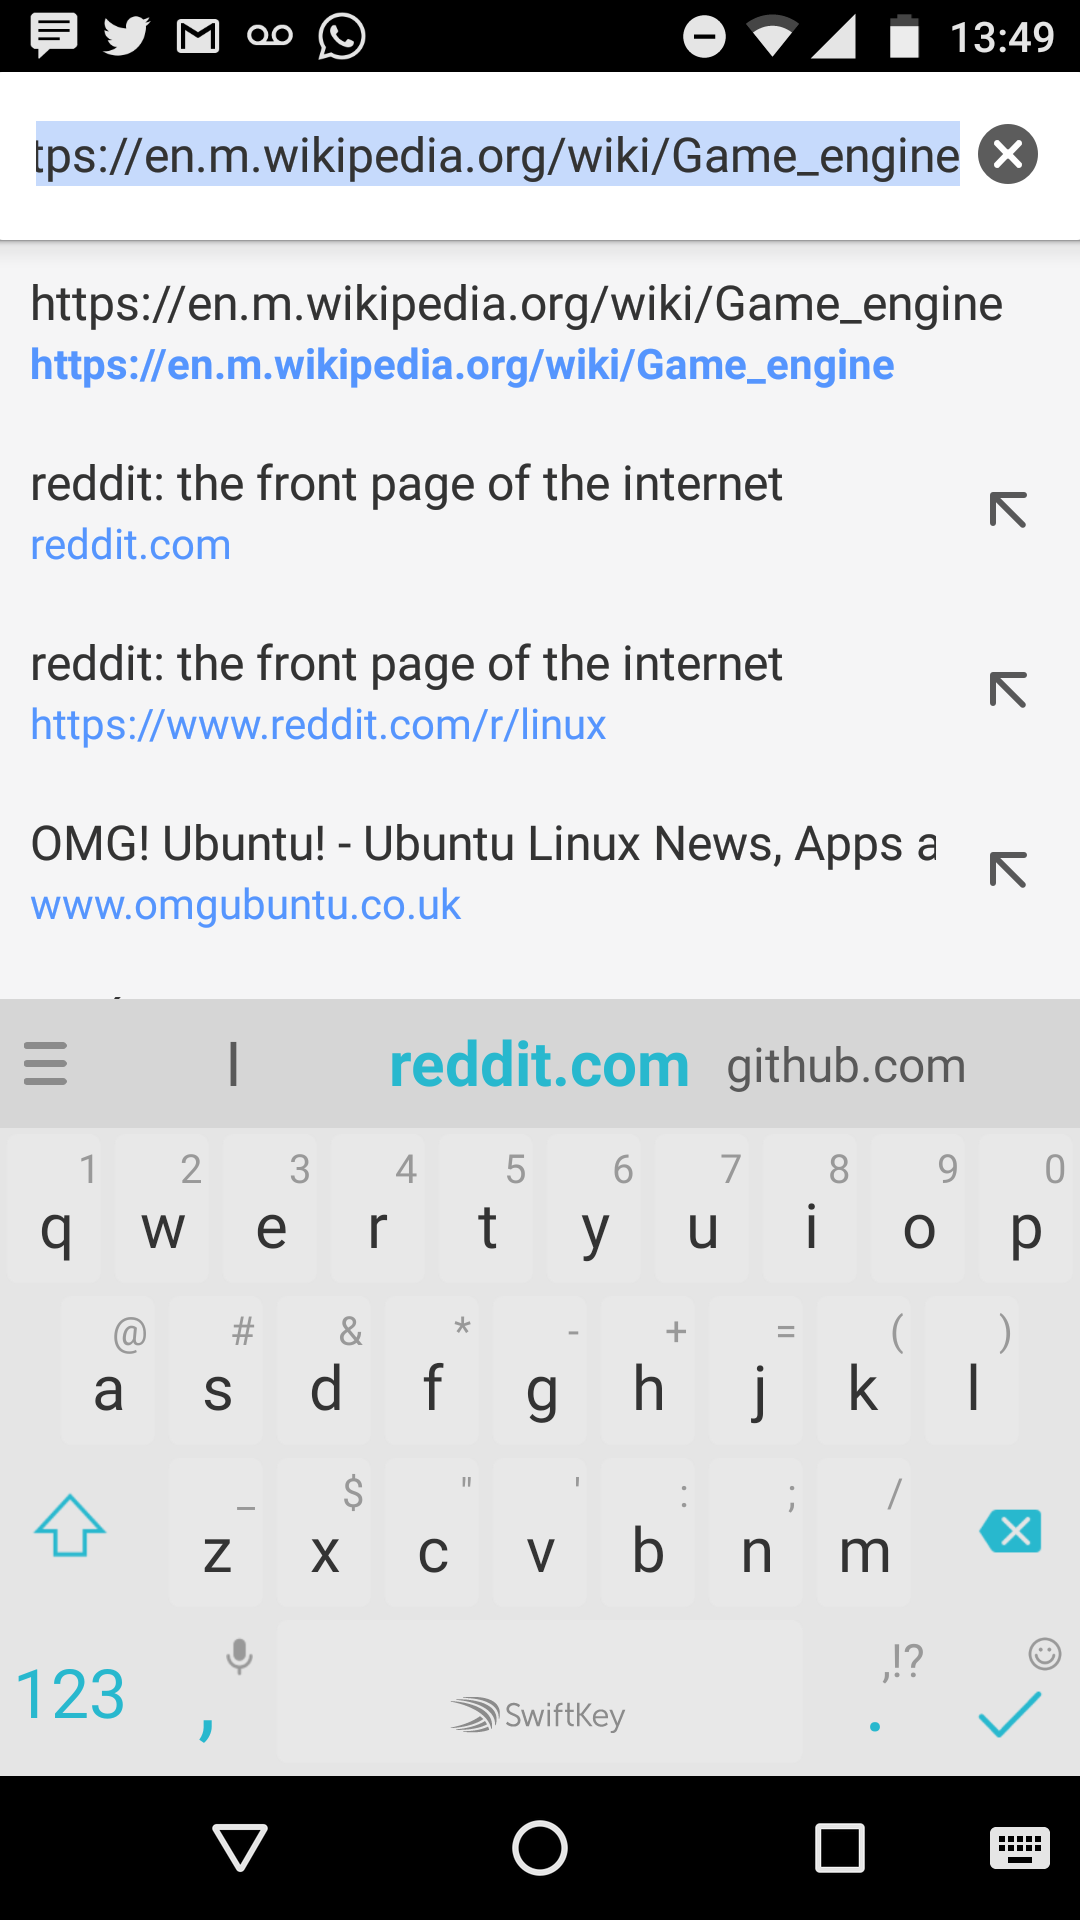 13:49
tps://en.m.wikipedia.org/wiki/Game_engine
https://en.m.wikipedia.org/wiki/Game_engine
https://en.m.wikipedia.org/wiki/Game_engine
reddit: the front page of the internet
reddit.com
reddit: the front page of the internet
https://www.reddit.com/r/linux
OMG! Ubuntu! - Ubuntu Linux News, Apps a
www.omgubuntu.co.uk
I reddit.com github.com
1 2 3 4 5 6 7 8 9 0
q w e r t y u i o p
@ # & * - + = ( )
a s d f g h j k l
_ $ " ' : ; /
z x c v b n m
,!?
123 , SwiftKey .